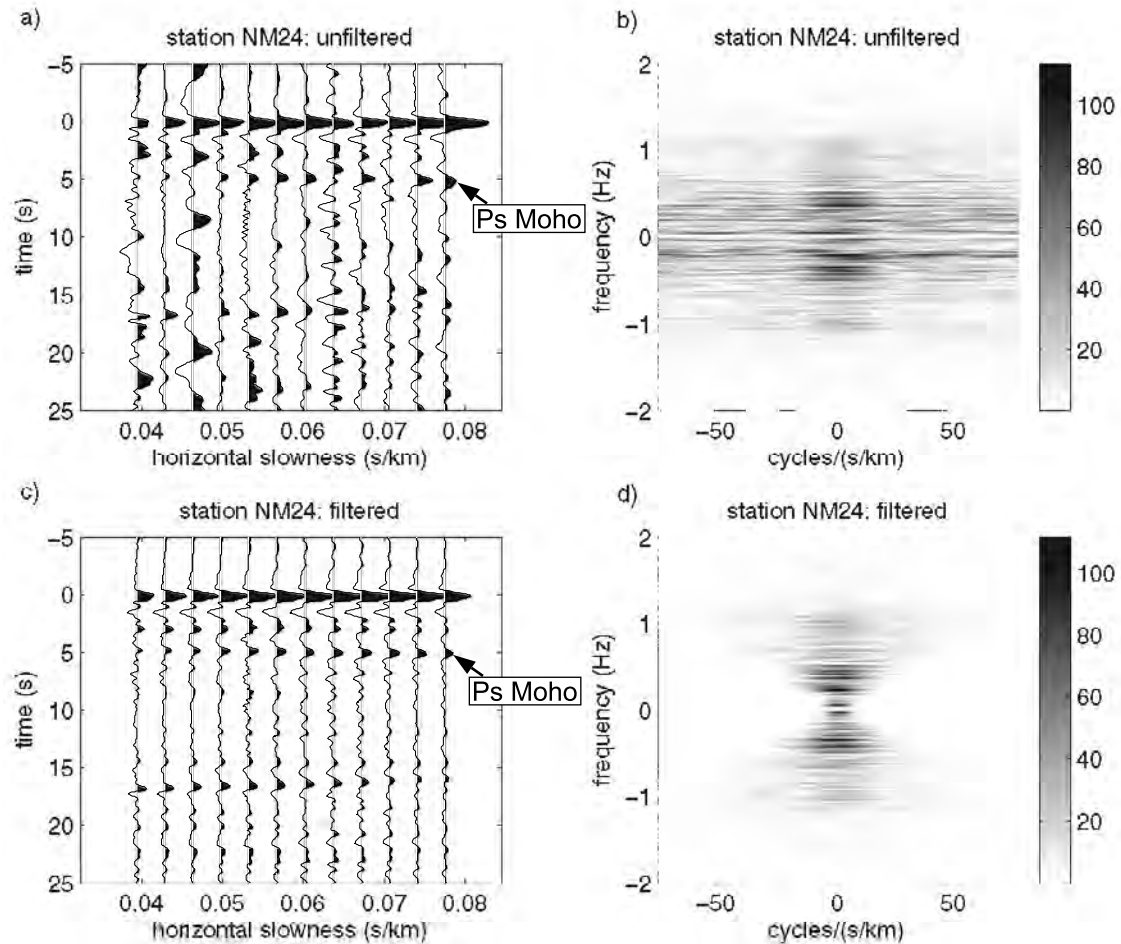 a)
station NM24: unfiltered
−5
0
5
10
15
20
25
time (s)
0.04 0.05 0.06 0.07 0.08
horizontal slowness (s/km)
Ps Moho
b)
station NM24: unfiltered
2
1
0
−1
−2
frequency (Hz)
−50 0 50
cycles/(s/km)
100
80
60
40
20
c)
station NM24: filtered
−5
0
5
10
15
20
25
time (s)
0.04 0.05 0.06 0.07 0.08
horizontal slowness (s/km)
Ps Moho
d)
station NM24: filtered
2
1
0
−1
−2
frequency (Hz)
−50 0 50
cycles/(s/km)
100
80
60
40
20